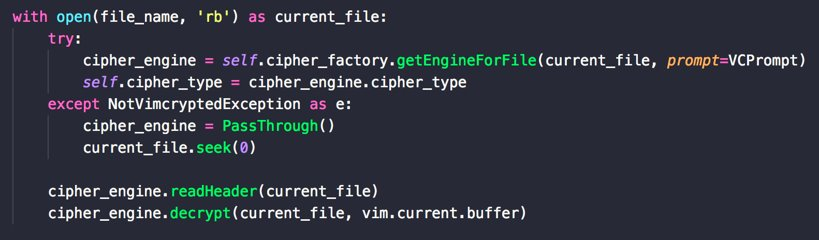 with open(file_name, 'rb') as current_file:
    try:
        cipher_engine = self.cipher_factory.getEngineForFile(current_file, prompt=VCPrompt)
        self.cipher_type = cipher_engine.cipher_type
    except NotVimcryptedException as e:
        cipher_engine = PassThrough()
        current_file.seek(0)

    cipher_engine.readHeader(current_file)
    cipher_engine.decrypt(current_file, vim.current.buffer)